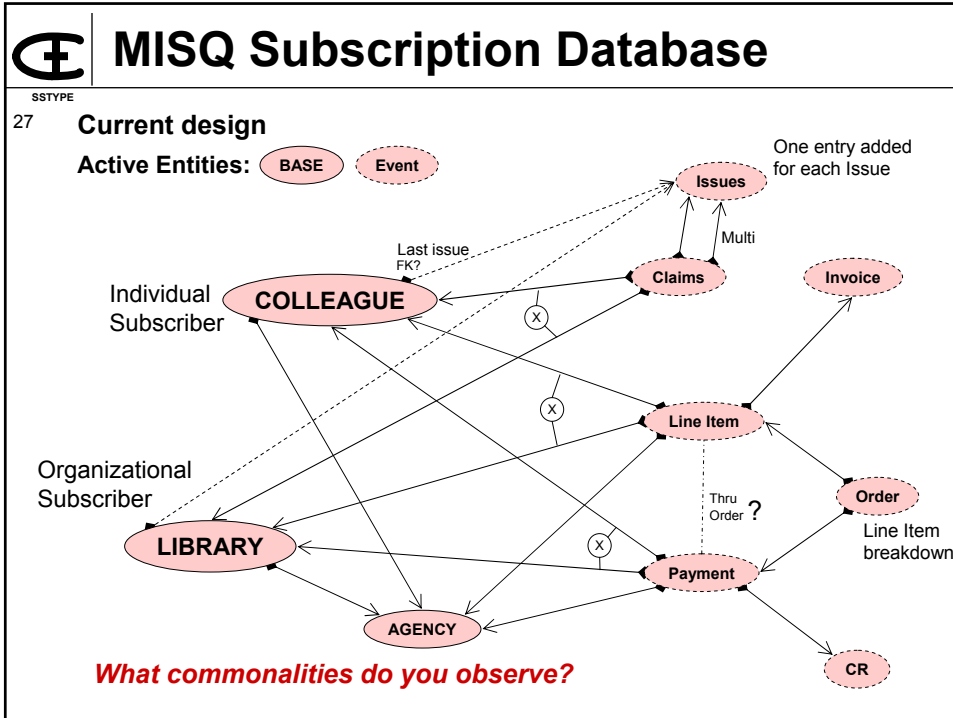 MISQ Subscription Database
SSTYPE
27
Current design
Active Entities:
BASE
Event
One entry added
for each Issue
Issues
Multi
Last issue
FK?
Claims
Invoice
Individual
Subscriber
COLLEAGUE
X
X
Line Item
Organizational
Subscriber
Thru
Order ?
Order
Line Item
breakdown
LIBRARY
X
Payment
AGENCY
CR
What commonalities do you observe?